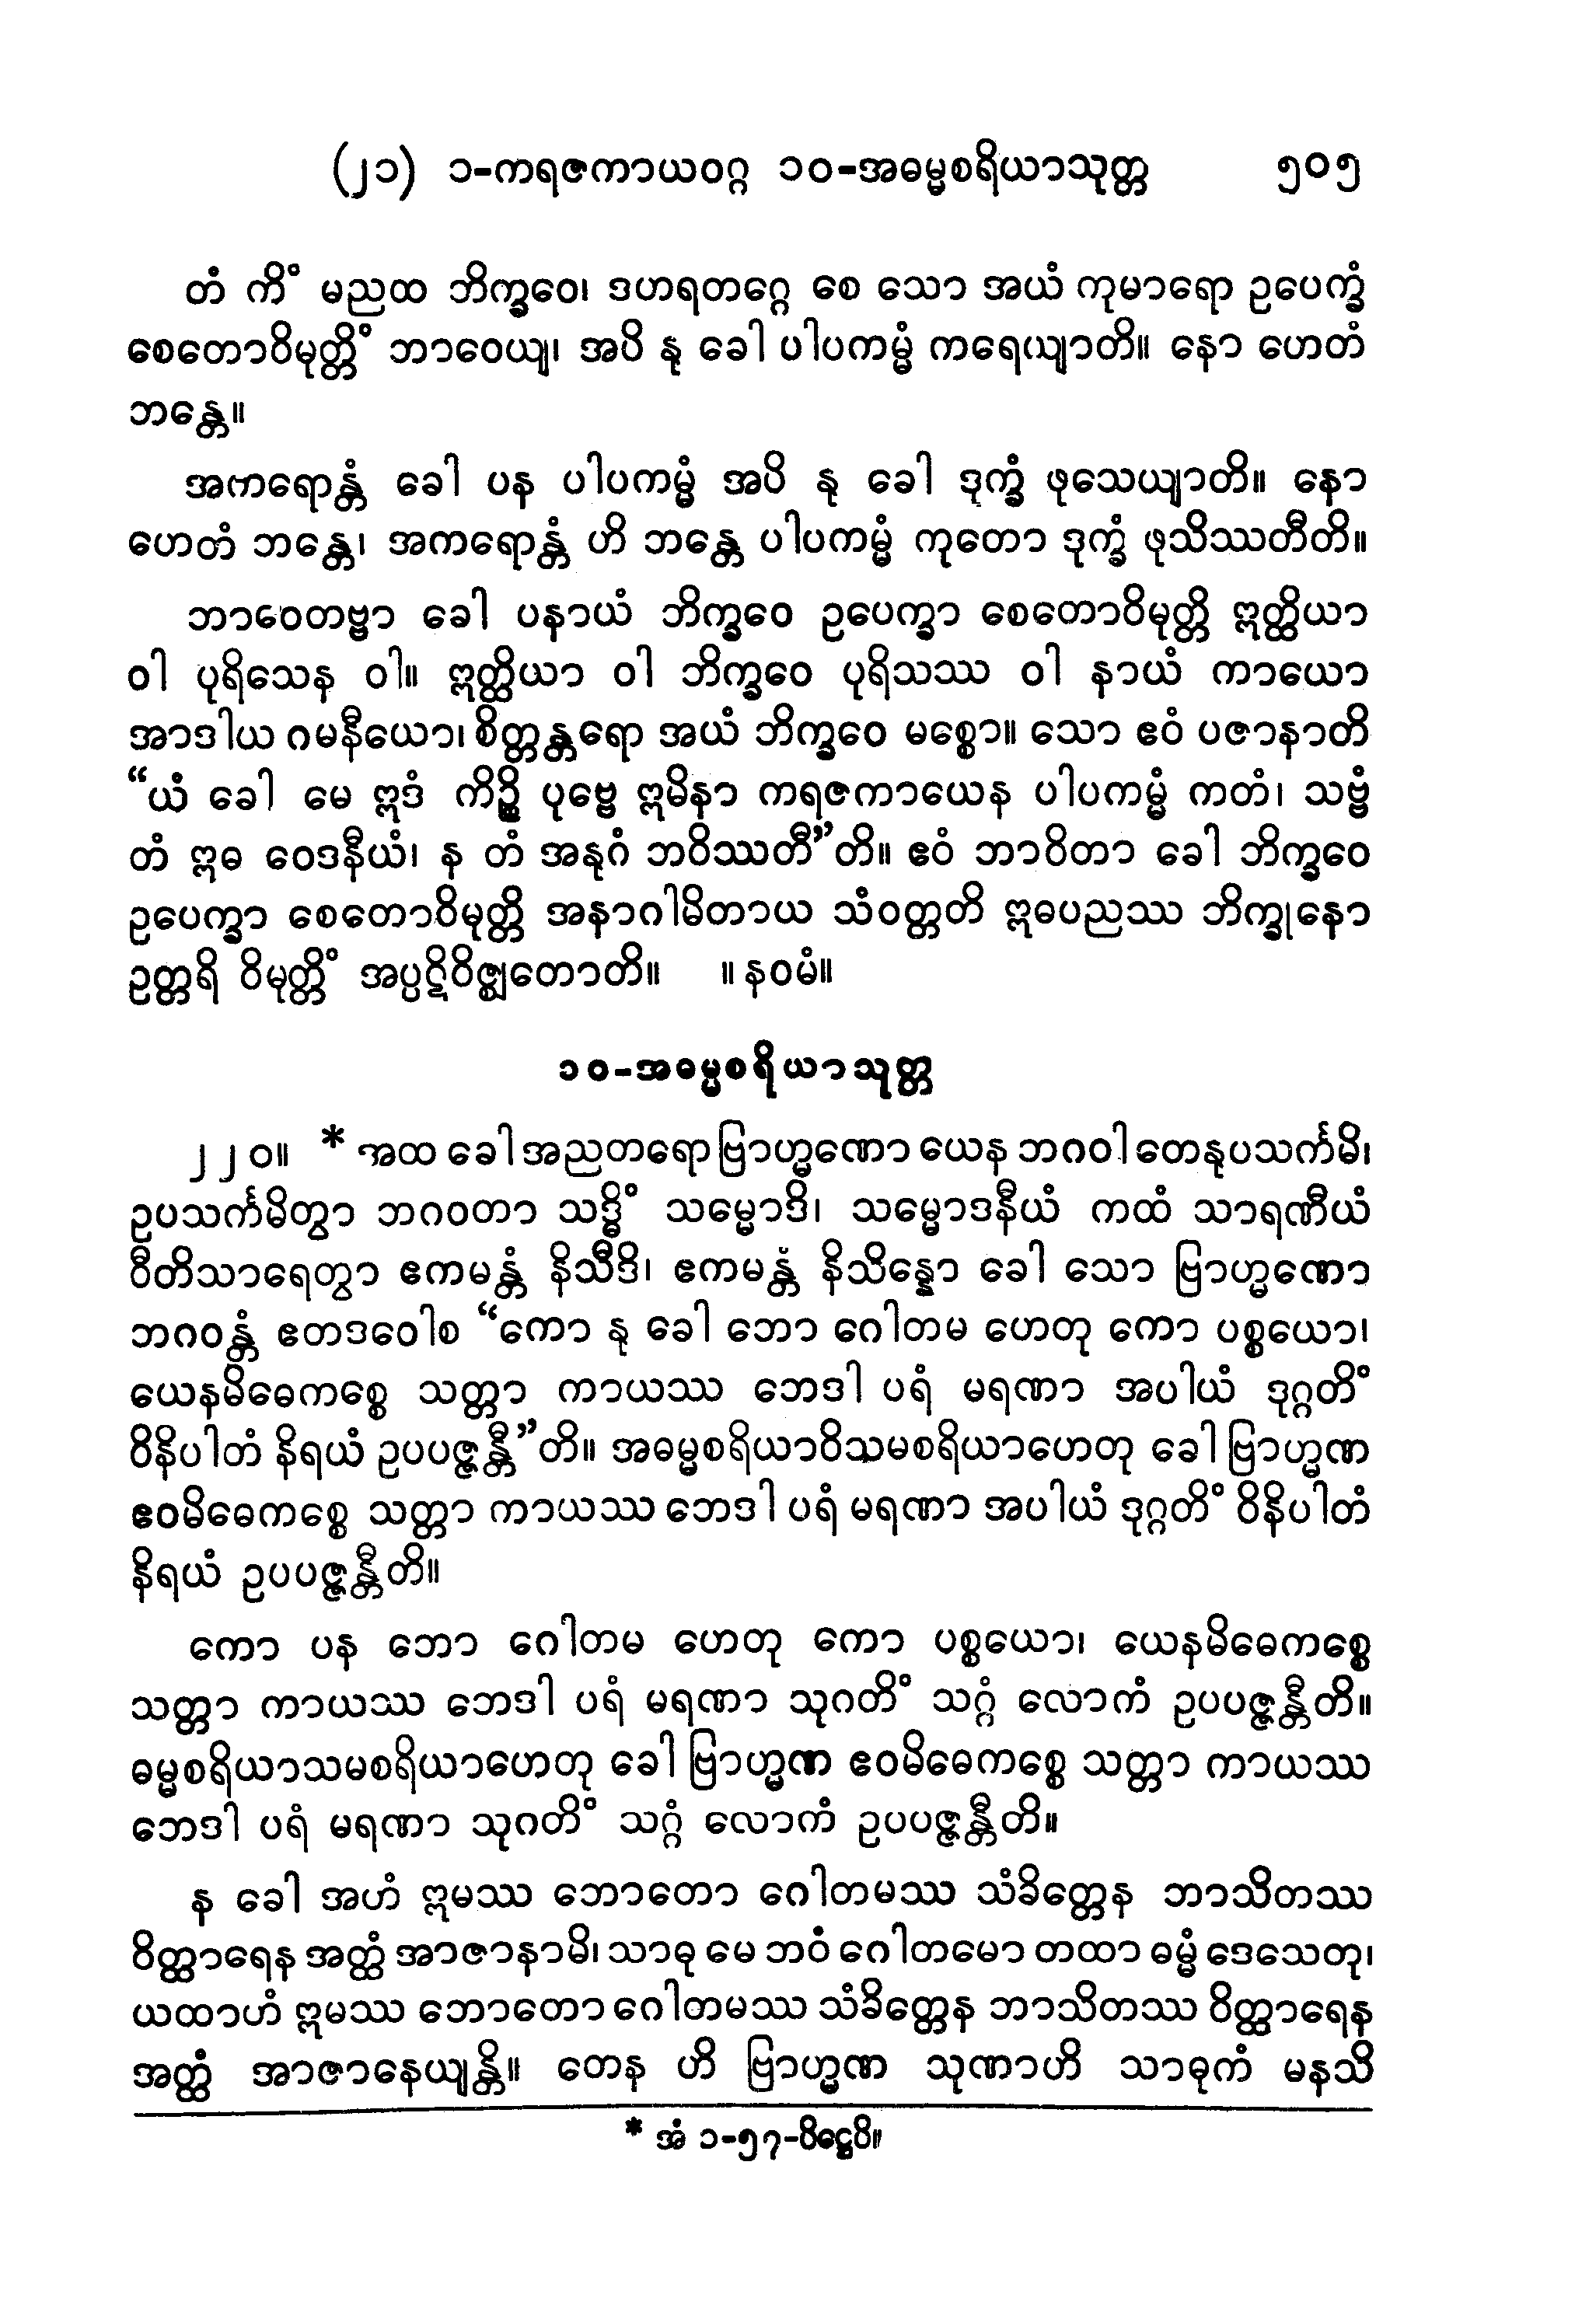 (၂၁) ၁-ကရဇကာယဝဂ္ဂ ၁၀-အဓမ္မစရိယာသုတ္တ ၅၀၅
တံ ကိံ မညထ ဘိက္ခဝေ၊ ဒဟရတဂ္ဂေ စေ သော အယံ ကုမာရော ဥပေက္ခံ
စေတောဝိမုတ္တိံ ဘာဝေယျ၊ အပိ နု ခေါ ပါပကမ္မံ ကရေယျာတိ။ နော ဟေတံ
ဘန္တေ။
အကရောန္တံ ခေါ ပန ပါပကမ္မံ အပိ နု ခေါ ဒုက္ခံ ဖုသေယျာတိ။ နော
ဟေတံ ဘန္တေ၊ အကရောန္တံ ဟိ ဘန္တေ ပါပကမ္မံ ကုတော ဒုက္ခံ ဖုသိဿတီတိ။
ဘာဝေတဗ္ဗာ ခေါ ပနာယံ ဘိက္ခဝေ ဥပေက္ခာ စေတောဝိမုတ္တိ ဣတ္ထိယာ
ဝါ ပုရိသေန ဝါ။ ဣတ္ထိယာ ဝါ ဘိက္ခဝေ ပုရိသဿ ဝါ နာယံ ကာယော
အာဒါယ ဂမနီယော၊ စိတ္တန္တရော အယံ ဘိက္ခဝေ မစ္စော။ သော ဧဝံ ပဇာနာတိ
“ယံ ခေါ မေ ဣဒံ ကိဉ္စိ ပုဗ္ဗေ ဣမိနာ ကရဇကာယေန ပါပကမ္မံ ကတံ၊ သဗ္ဗံ
တံ ဣဓ ဝေဒနီယံ၊ န တံ အနုဂံ ဘဝိဿတီ”တိ။ ဧဝံ ဘာဝိတာ ခေါ ဘိက္ခဝေ
ဥပေက္ခာ စေတောဝိမုတ္တိ အနာဂါမိတာယ သံဝတ္တတိ ဣဓပညဿ ဘိက္ခုနော
ဥတ္တရိ ဝိမုတ္တိံ အပ္ပဋိဝိဇ္ဈတောတိ။ ။နဝမံ။
၁၀-အဓမ္မစရိယာသုတ္တ
၂၂၀။ * အထ ခေါ အညတရော ဗြာဟ္မဏော ယေန ဘဂဝါ တေနုပသင်္ကမိ၊
ဥပသင်္ကမိတွာ ဘဂဝတာ သဒ္ဓိံ သမ္မောဒိ၊ သမ္မောဒနီယံ ကထံ သာရဏီယံ
ဝီတိသာရေတွာ ဧကမန္တံ နိသီဒိ၊ ဧကမန္တံ နိသိန္နော ခေါ သော ဗြာဟ္မဏော
ဘဂဝန္တံ ဧတဒဝေါစ “ကော နု ခေါ ဘော ဂေါတမ ဟေတု ကော ပစ္စယော၊
ယေနမိဓေကစ္စေ သတ္တာ ကာယဿ ဘေဒါ ပရံ မရဏာ အပါယံ ဒုဂ္ဂတိံ
ဝိနိပါတံ နိရယံ ဥပပဇ္ဇန္တီ”တိ။ အဓမ္မစရိယာဝိသမစရိယာဟေတု ခေါ ဗြာဟ္မဏ
ဧဝမိဓေကစ္စေ သတ္တာ ကာယဿ ဘေဒါ ပရံ မရဏာ အပါယံ ဒုဂ္ဂတိံ ဝိနိပါတံ
နိရယံ ဥပပဇ္ဇန္တီတိ။
ကော ပန ဘော ဂေါတမ ဟေတု ကော ပစ္စယော၊ ယေနမိဓေကစ္စေ
သတ္တာ ကာယဿ ဘေဒါ ပရံ မရဏာ သုဂတိံ သဂ္ဂံ လောကံ ဥပပဇ္ဇန္တီတိ။
ဓမ္မစရိယာသမစရိယာဟေတု ခေါ ဗြာဟ္မဏ ဧဝမိဓေကစ္စေ သတ္တာ ကာယဿ
ဘေဒါ ပရံ မရဏာ သုဂတိံ သဂ္ဂံ လောကံ ဥပပဇ္ဇန္တီတိ။
န ခေါ အဟံ ဣမဿ ဘောတော ဂေါတမဿ သံခိတ္တေန ဘာသိတဿ
ဝိတ္ထာရေန အတ္ထံ အာဇာနာမိ၊ သာဓု မေ ဘဝံ ဂေါတမော တထာ ဓမ္မံ ဒေသေတု၊
ယထာဟံ ဣမဿ ဘောတော ဂေါတမဿ သံခိတ္တေန ဘာသိတဿ ဝိတ္ထာရေန
အတ္ထံ အာဇာနေယျန္တိ။ တေန ဟိ ဗြာဟ္မဏ သုဏာဟိ သာဓုကံ မနသိ
* အံ ၁-၅၇-ပိဋ္ဌေပိ။